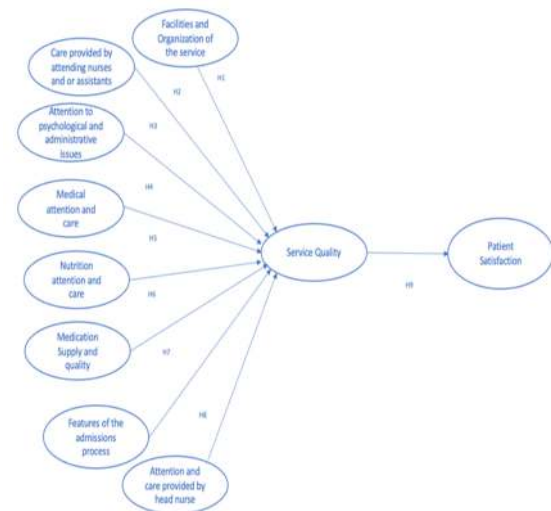 Facilities and
Organization of
the service
Care provided by
attending nurses
and or assistants
H2
H1
Attention to
psychological and
administrative
issues
H3
Medical
attention and
care
H4
H5
Service Quality
Patient
Satisfaction
H9
Nutrition
attention and
care
H6
Medication
Supply and
quality
H7
Features of the
admissions
process
H8
Attention and
care provided by
head nurse